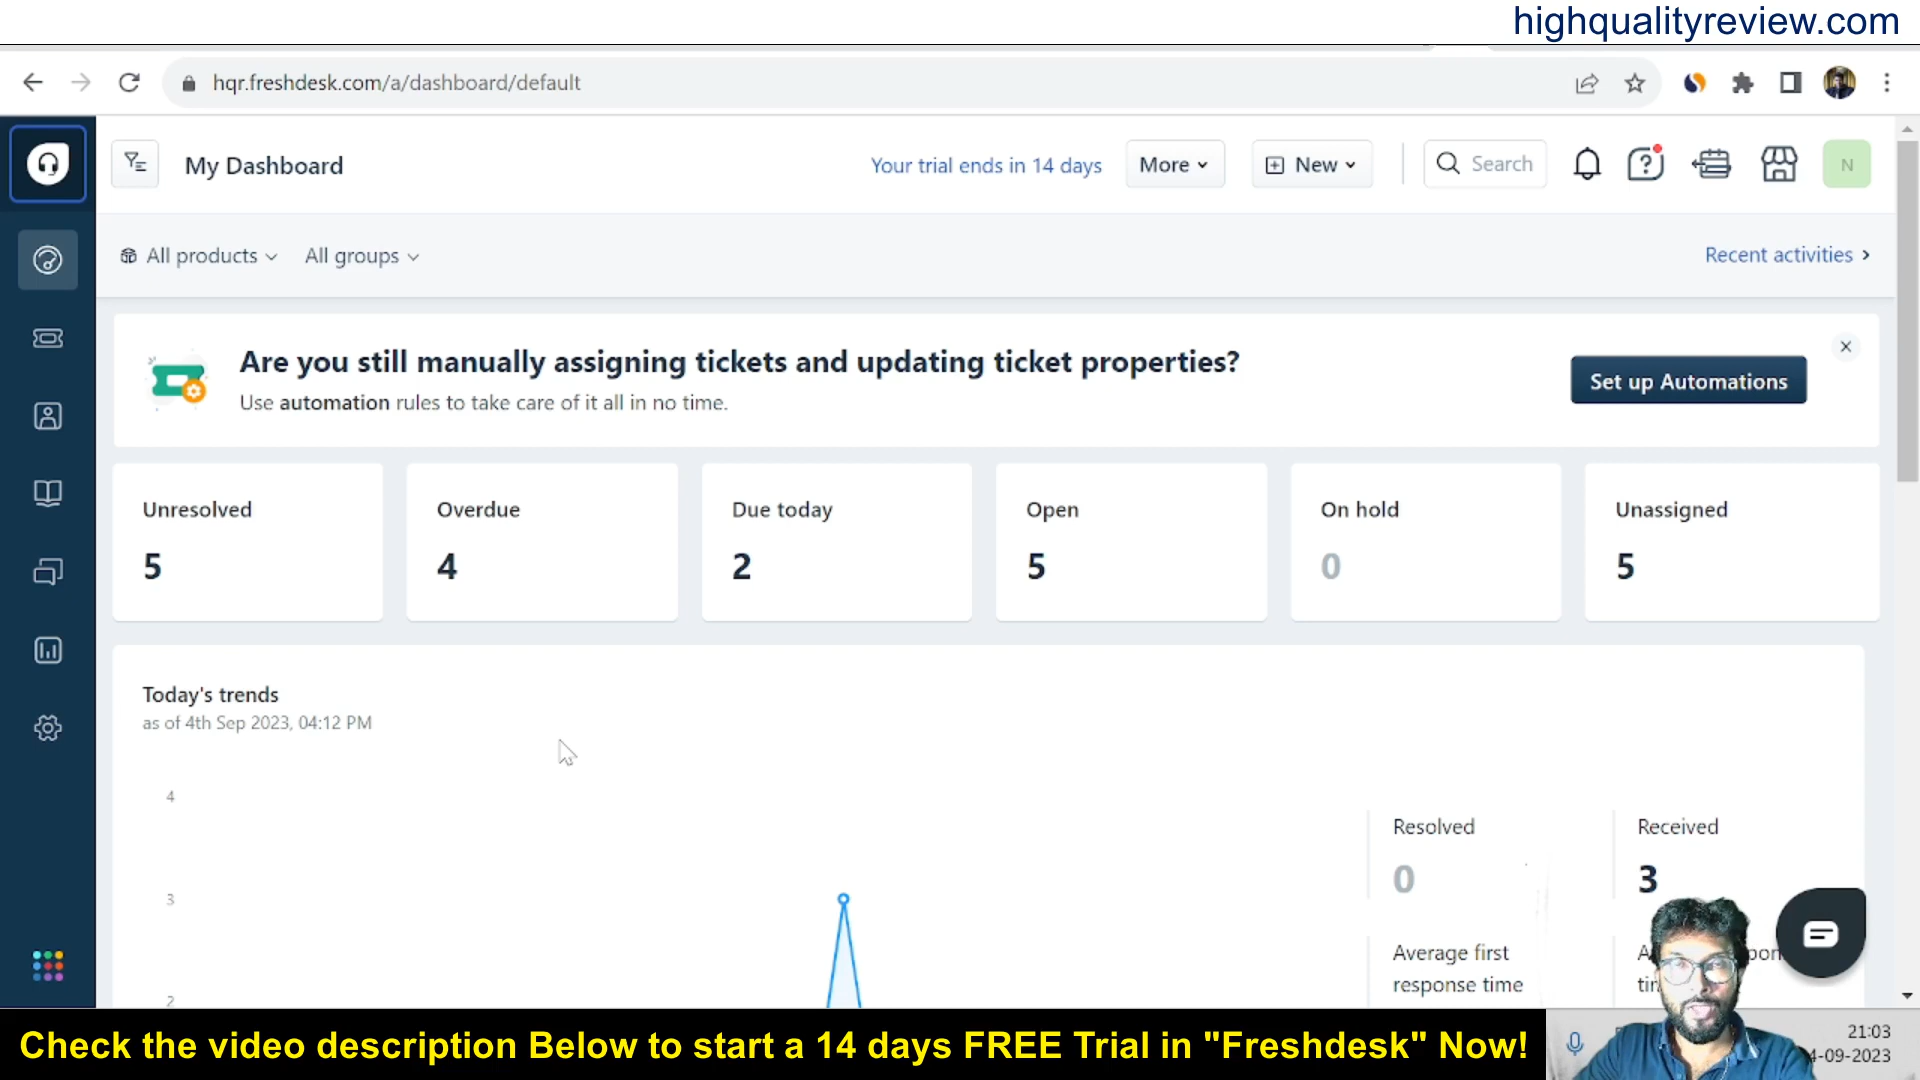 highqualityreview.com
hqr.freshdesk.com/a/dashboard/default
My Dashboard
Your trial ends in 14 days
More
New
Search
N
All products
All groups
Recent activities
Are you still manually assigning tickets and updating ticket properties?
Use automation rules to take care of it all in no time.
Set up Automations
Unresolved
5
Overdue
4
Due today
2
Open
5
On hold
0
Unassigned
5
Today's trends
as of 4th Sep 2023, 04:12 PM
4
3
2
Resolved
0
Received
3
Average first
response time
Check the video description Below to start a 14 days FREE Trial in "Freshdesk" Now!
21:03
4-09-2023